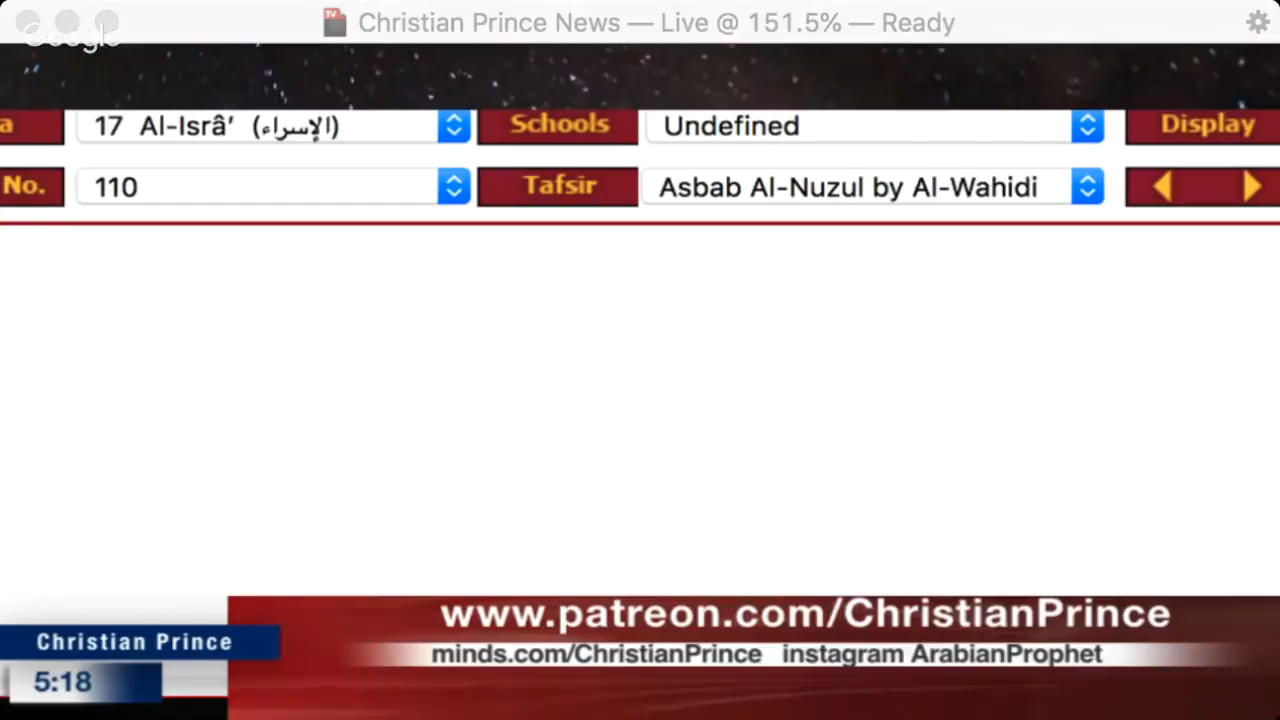 Christian Prince News — Live @ 151.5% — Ready
Google
a 17 Al-Isrâ’ (الإسراء) Schools Undefined Display
No. 110 Tafsir Asbab Al-Nuzul by Al-Wahidi
www.patreon.com/ChristianPrince
Christian Prince
minds.com/ChristianPrince instagram ArabianProphet
5:18